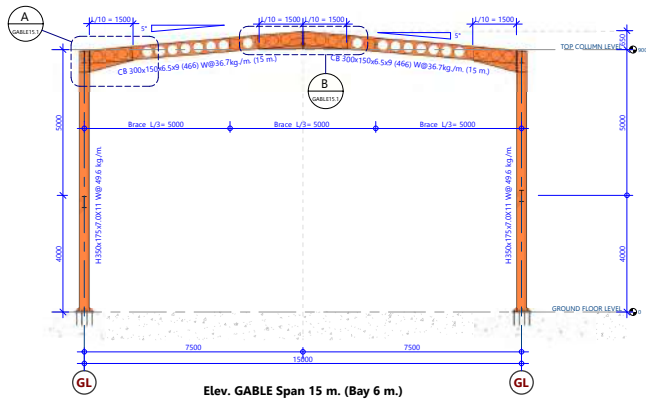 A
GABLE15.1
L/10 = 1500
L/10 = 1500
L/10 = 1500
L/10 = 1500
5°
5°
650
TOP COLUMN LEVEL
CB 300x150x6.5x9 (466) W@36.7kg./m. (15 m.)
CB 300x150x6.5x9 (466) W@36.7kg./m. (15 m.)
B
GABLE15.1
Brace L/3= 5000
Brace L/3= 5000
Brace L/3= 5000
5000
5000
H350x175x7.0X11 W@ 49.6 kg./m.
H350x175x7.0X11 W@ 49.6 kg./m.
4000
4000
GROUND FLOOR LEVEL
0
7500
7500
15000
GL
GL
Elev. GABLE Span 15 m. (Bay 6 m.)